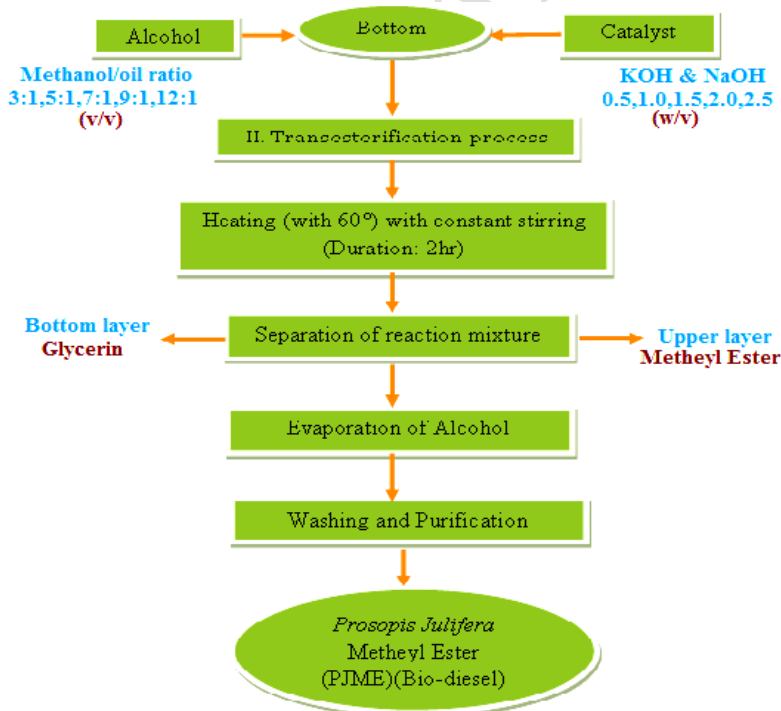 Alcohol
Bottom
Catalyst
Methanol/oil ratio
3:1,5:1,7:1,9:1,12:1
(v/v)
KOH & NaOH
0.5,1.0,1.5,2.0,2.5
(w/v)
II. Transesterification process
Heating (with 60°) with constant stirring
(Duration: 2hr)
Bottom layer
Glycerin
Separation of reaction mixture
Upper layer
Metheyl Ester
Evaporation of Alcohol
Washing and Purification
Prosopis Julifera
Metheyl Ester
(PJME)(Bio-diesel)